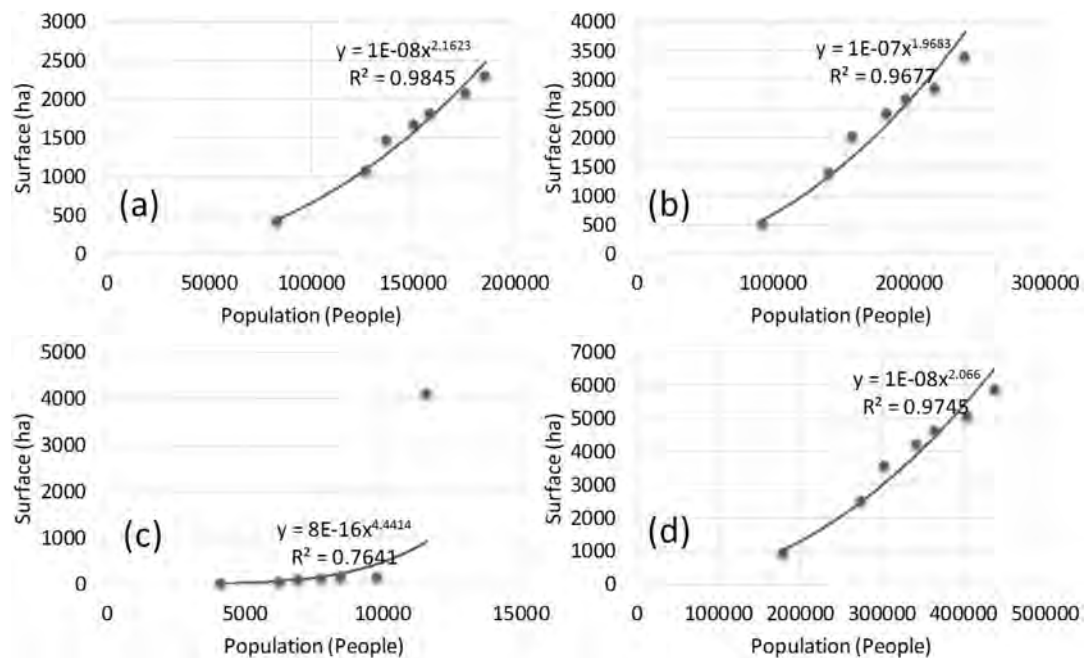 3000
2500
2000
1500
1000
500
0
Surface (ha)
y = 1E-08x^2.1623
R² = 0.9845
(a)
0 50000 100000 150000 200000
Population (People)
4000
3500
3000
2500
2000
1500
1000
500
0
Surface (ha)
y = 1E-07x^1.9683
R² = 0.9677
(b)
0 100000 200000 300000
Population (People)
5000
4000
3000
2000
1000
0
Surface (ha)
y = 8E-16x^4.4414
R² = 0.7641
(c)
0 5000 10000 15000
Population (People)
7000
6000
5000
4000
3000
2000
1000
0
Surface (ha)
y = 1E-08x^2.066
R² = 0.9745
(d)
0 100000 200000 300000 400000 500000
Population (People)